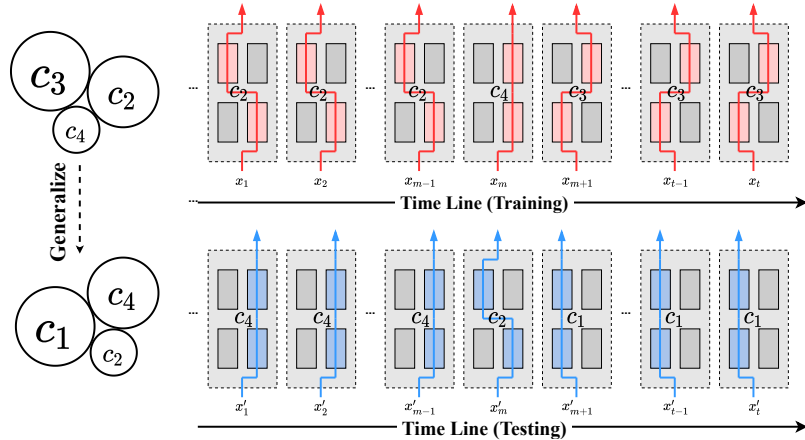 c₃
c₂
c₄
Generalize
c₁
c₄
c₂
... c₂ c₂ ... c₂ c₄ c₃ ... c₃ c₃
x₁ x₂ xₘ₋₁ xₘ xₘ₊₁ xₜ₋₁ xₜ
... Time Line (Training)
... c₄ c₄ ... c₄ c₂ c₁ ... c₁ c₁
x′₁ x′₂ x′ₘ₋₁ x′ₘ x′ₘ₊₁ x′ₜ₋₁ x′ₜ
Time Line (Testing)